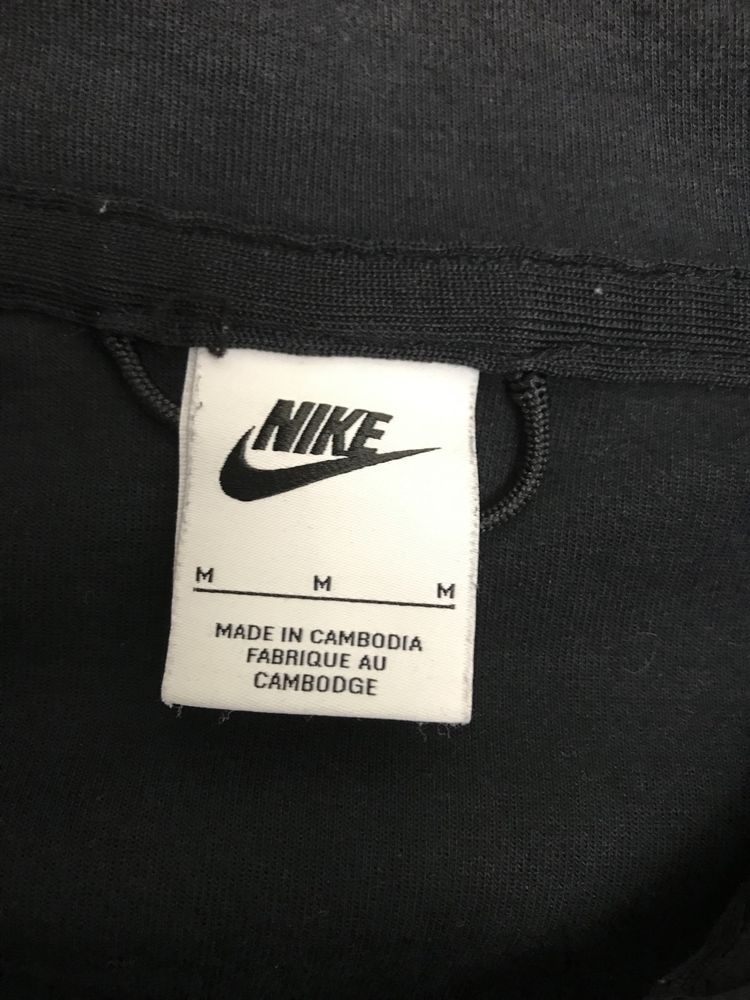 NIKE
M M M
MADE IN CAMBODIA
FABRIQUE AU
CAMBODGE